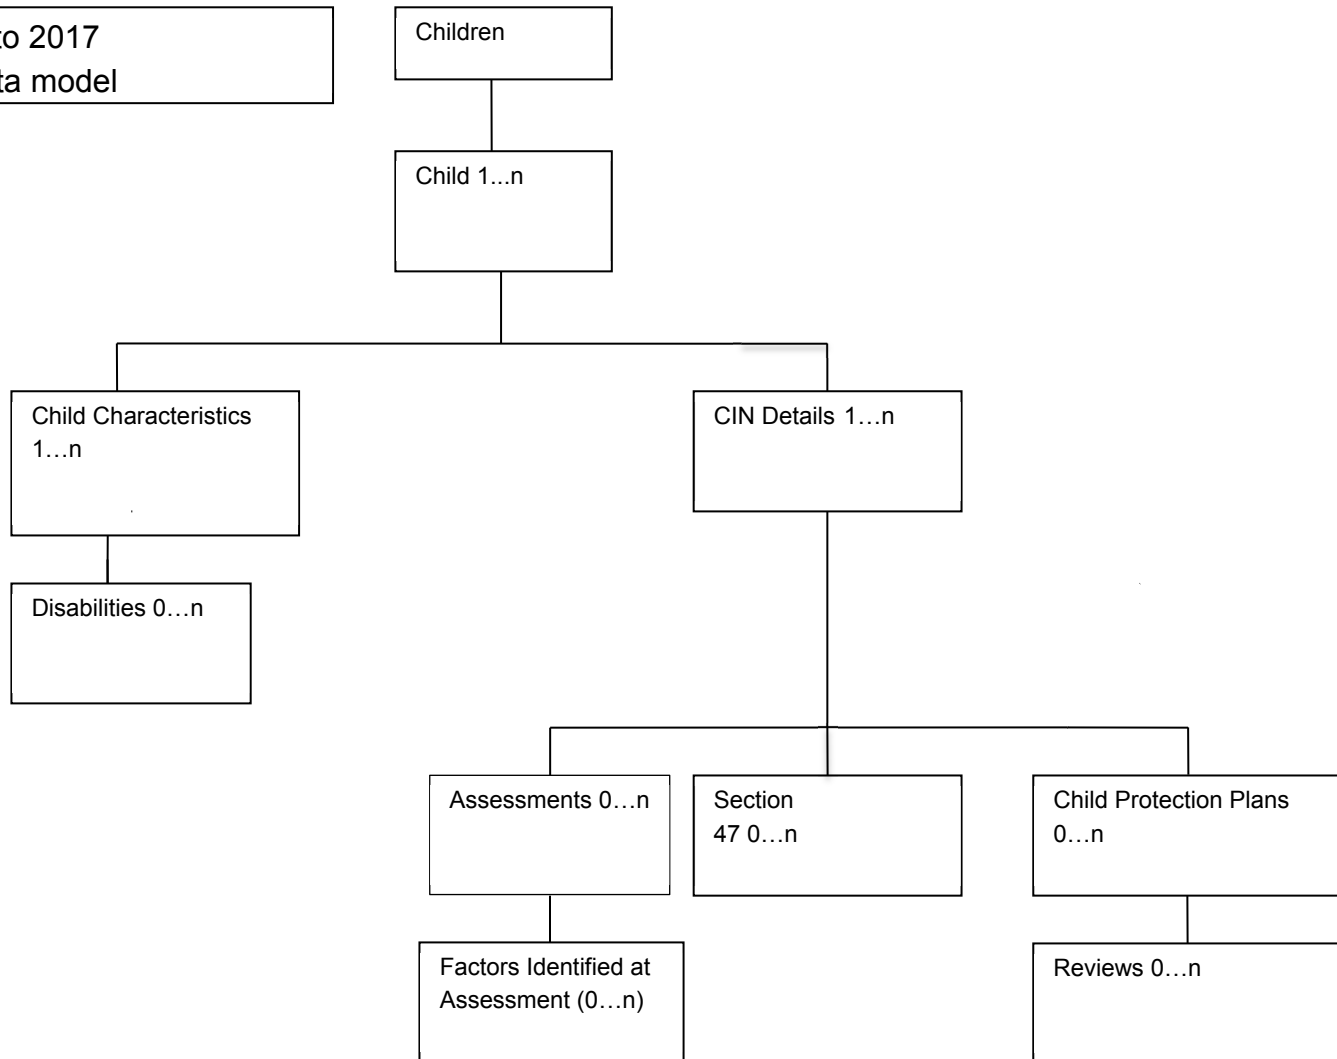 to 2017
ta model
Children
Child 1...n
Child Characteristics
1…n
CIN Details 1…n
Disabilities 0…n
Assessments 0…n
Section
47 0…n
Child Protection Plans
0…n
Factors Identified at
Assessment (0…n)
Reviews 0…n